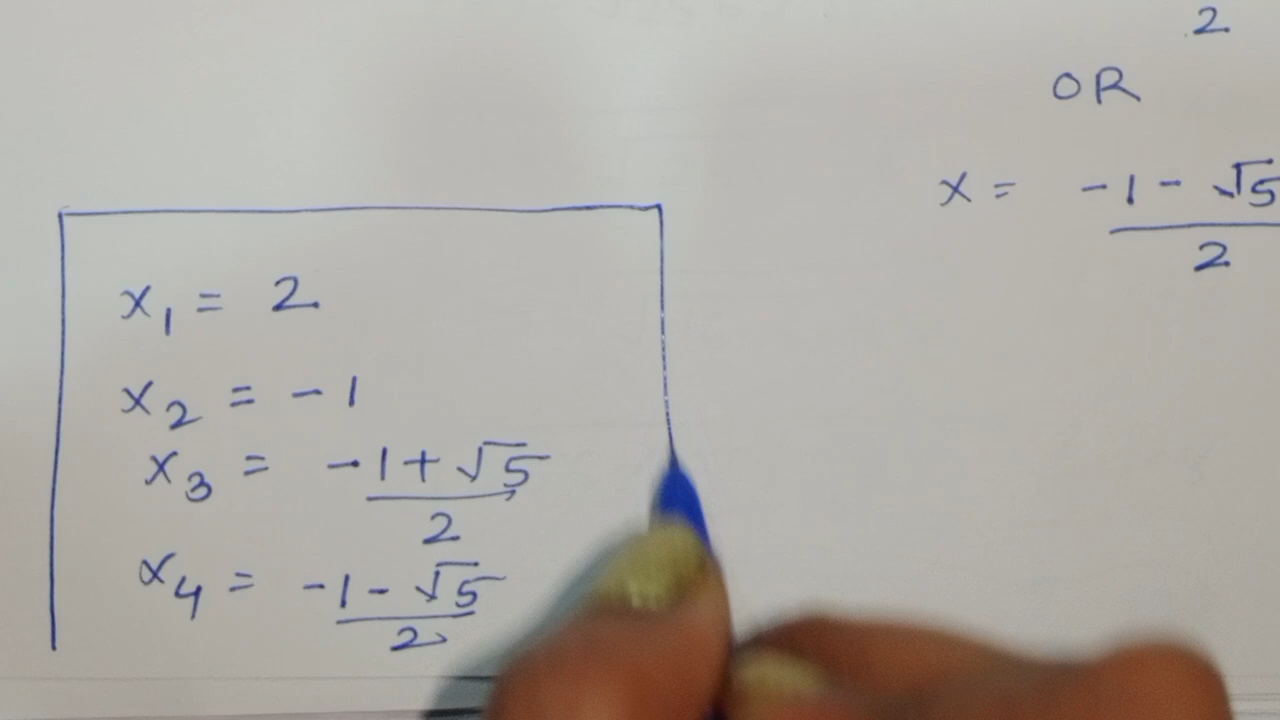 2
OR
x = -1 - √5
2
x₁ = 2
x₂ = -1
x₃ = -1 + √5
2
x₄ = -1 - √5
2